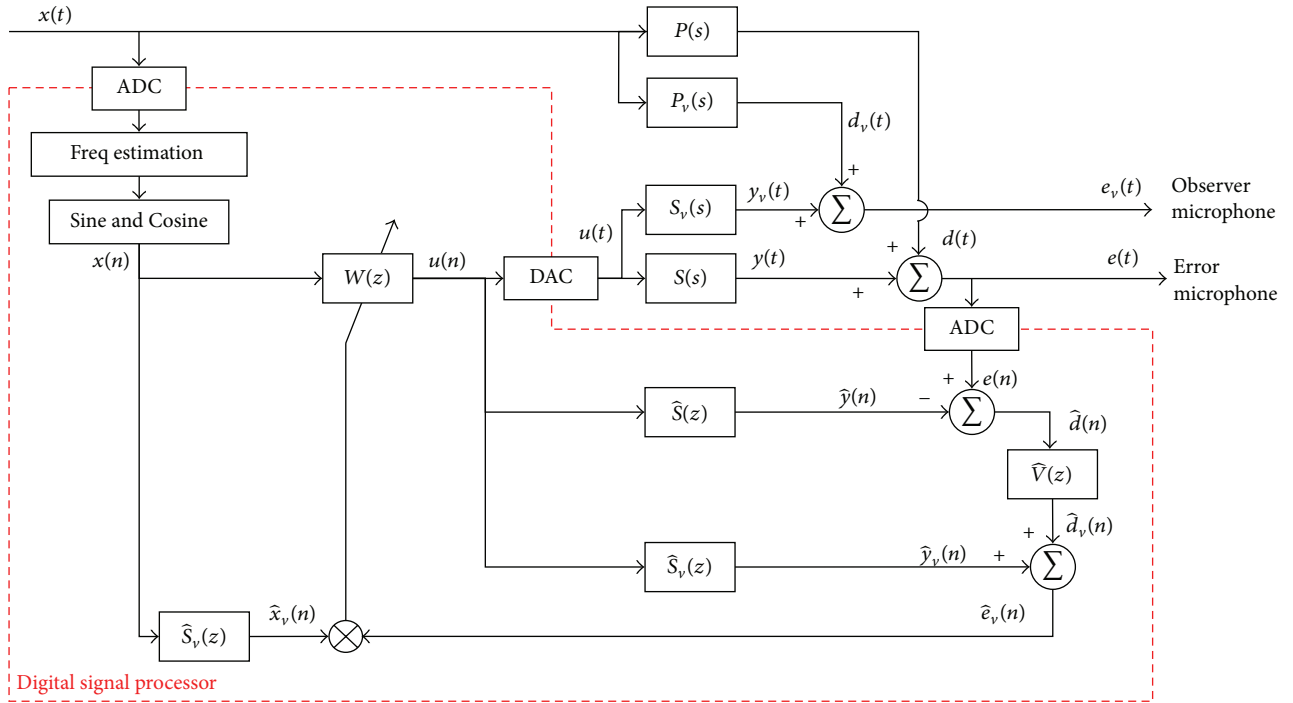 x(t)
P(s)
ADC
P_v(s)
d_v(t)
Freq estimation
+
Sine and Cosine
S_v(s)
y_v(t)
+
∑
e_v(t)
Observer
microphone
u(t)
d(t)
x(n)
W(z)
u(n)
DAC
S(s)
y(t)
+
+
∑
e(t)
Error
microphone
ADC
+
e(n)
Ŝ(z)
ŷ(n)
−
∑
d̂(n)
V̂(z)
+
d̂_v(n)
Ŝ_v(z)
ŷ_v(n)
+
∑
Ŝ_v(z)
x̂_v(n)
ê_v(n)
Digital signal processor